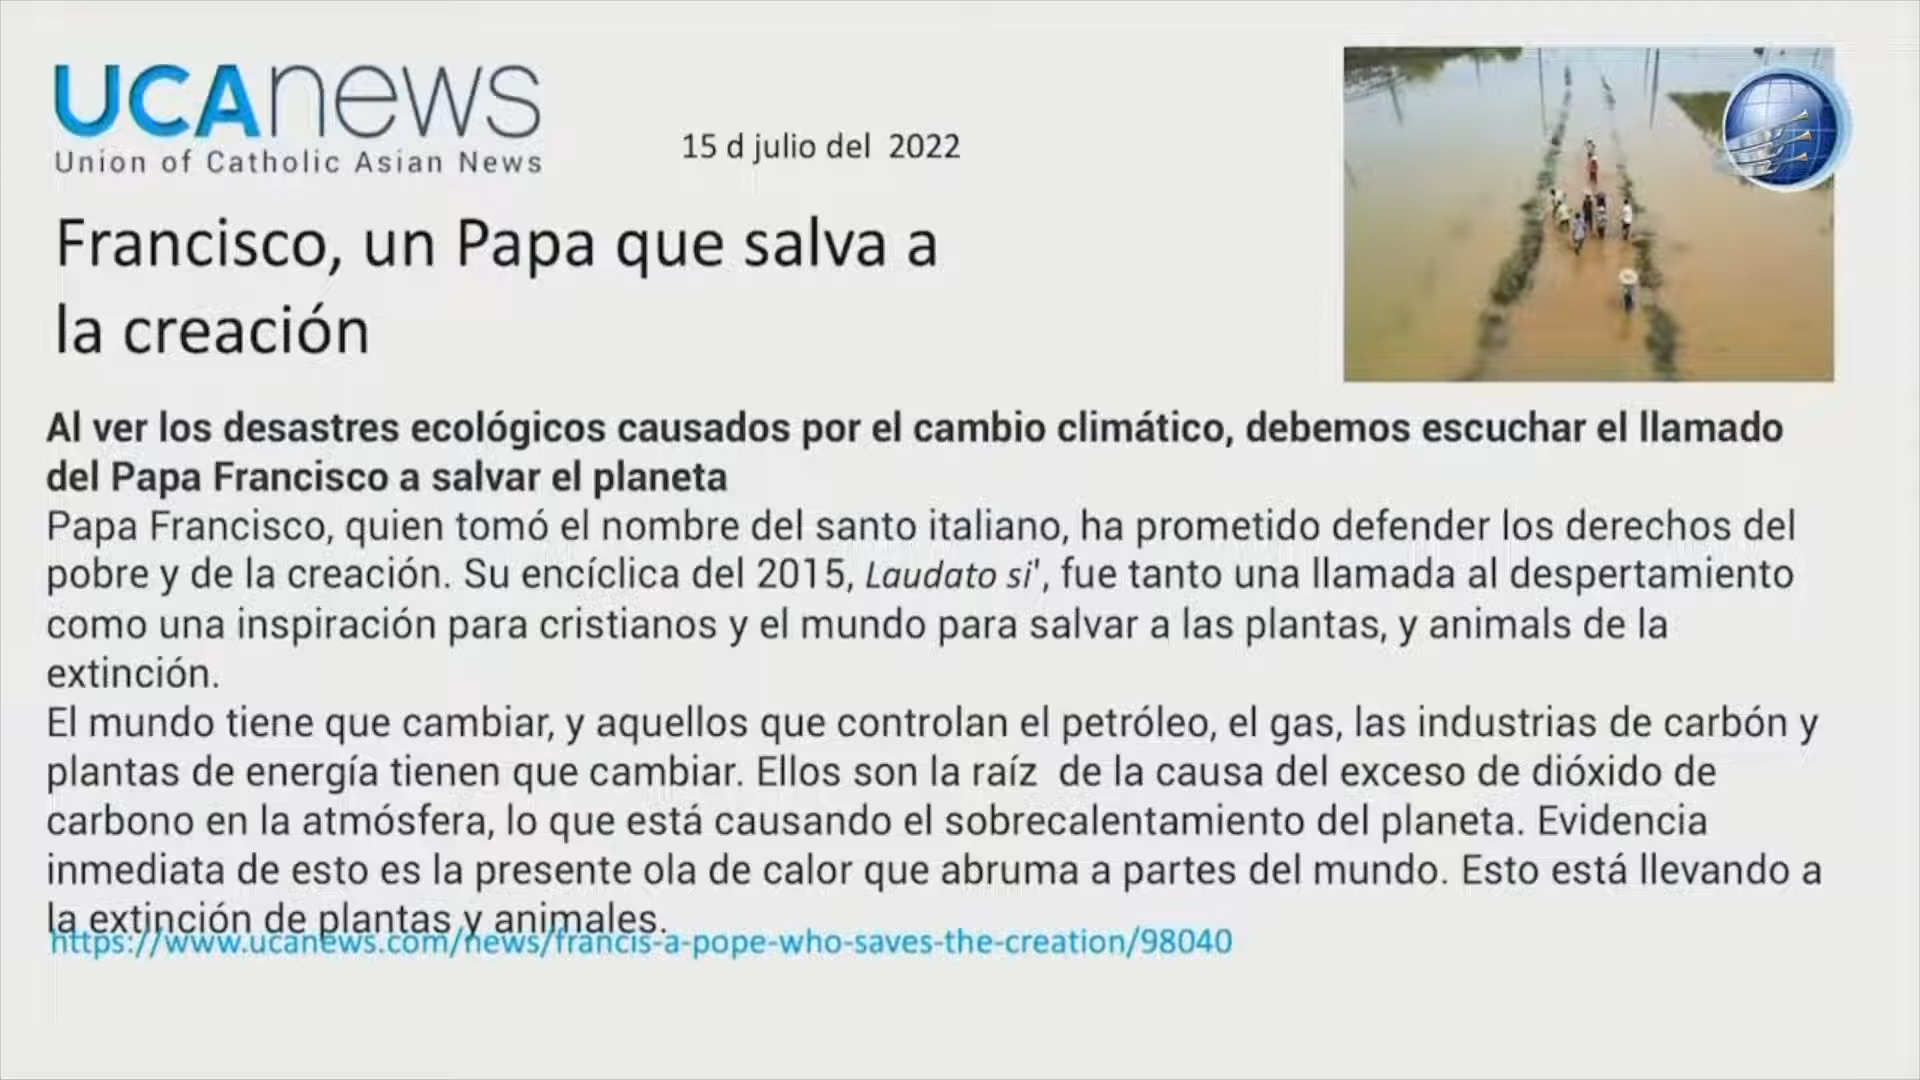 UCAnews
Union of Catholic Asian News
15 d julio del 2022
Francisco, un Papa que salva a
la creación
Al ver los desastres ecológicos causados por el cambio climático, debemos escuchar el llamado
del Papa Francisco a salvar el planeta
Papa Francisco, quien tomó el nombre del santo italiano, ha prometido defender los derechos del
pobre y de la creación. Su encíclica del 2015, Laudato si', fue tanto una llamada al despertamiento
como una inspiración para cristianos y el mundo para salvar a las plantas, y animals de la
extinción.
El mundo tiene que cambiar, y aquellos que controlan el petróleo, el gas, las industrias de carbón y
plantas de energía tienen que cambiar. Ellos son la raíz de la causa del exceso de dióxido de
carbono en la atmósfera, lo que está causando el sobrecalentamiento del planeta. Evidencia
inmediata de esto es la presente ola de calor que abruma a partes del mundo. Esto está llevando a
la extinción de plantas y animales.
https://www.ucanews.com/news/francis-a-pope-who-saves-the-creation/98040